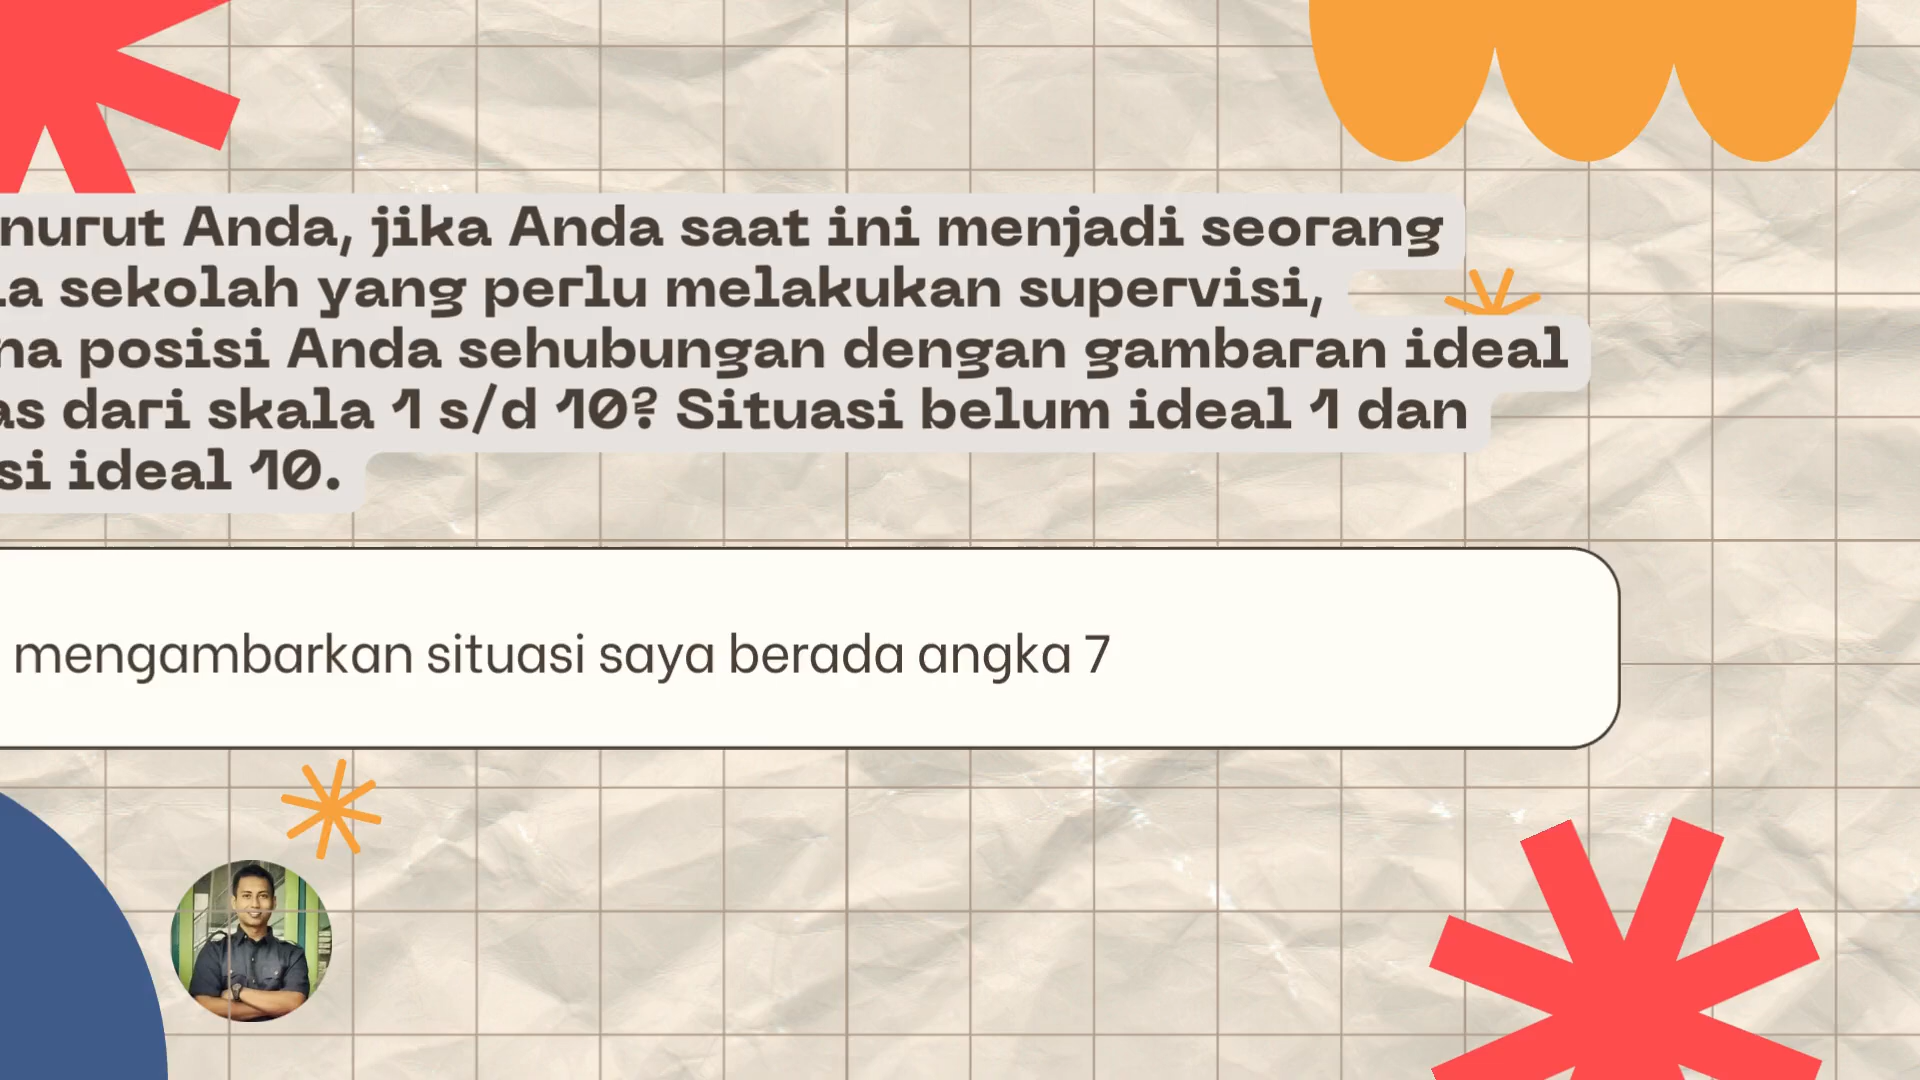 nurut Anda, jika Anda saat ini menjadi seorang
a sekolah yang perlu melakukan supervisi,
na posisi Anda sehubungan dengan gambaran ideal
as dari skala 1 s/d 10? Situasi belum ideal 1 dan
si ideal 10.
mengambarkan situasi saya berada angka 7